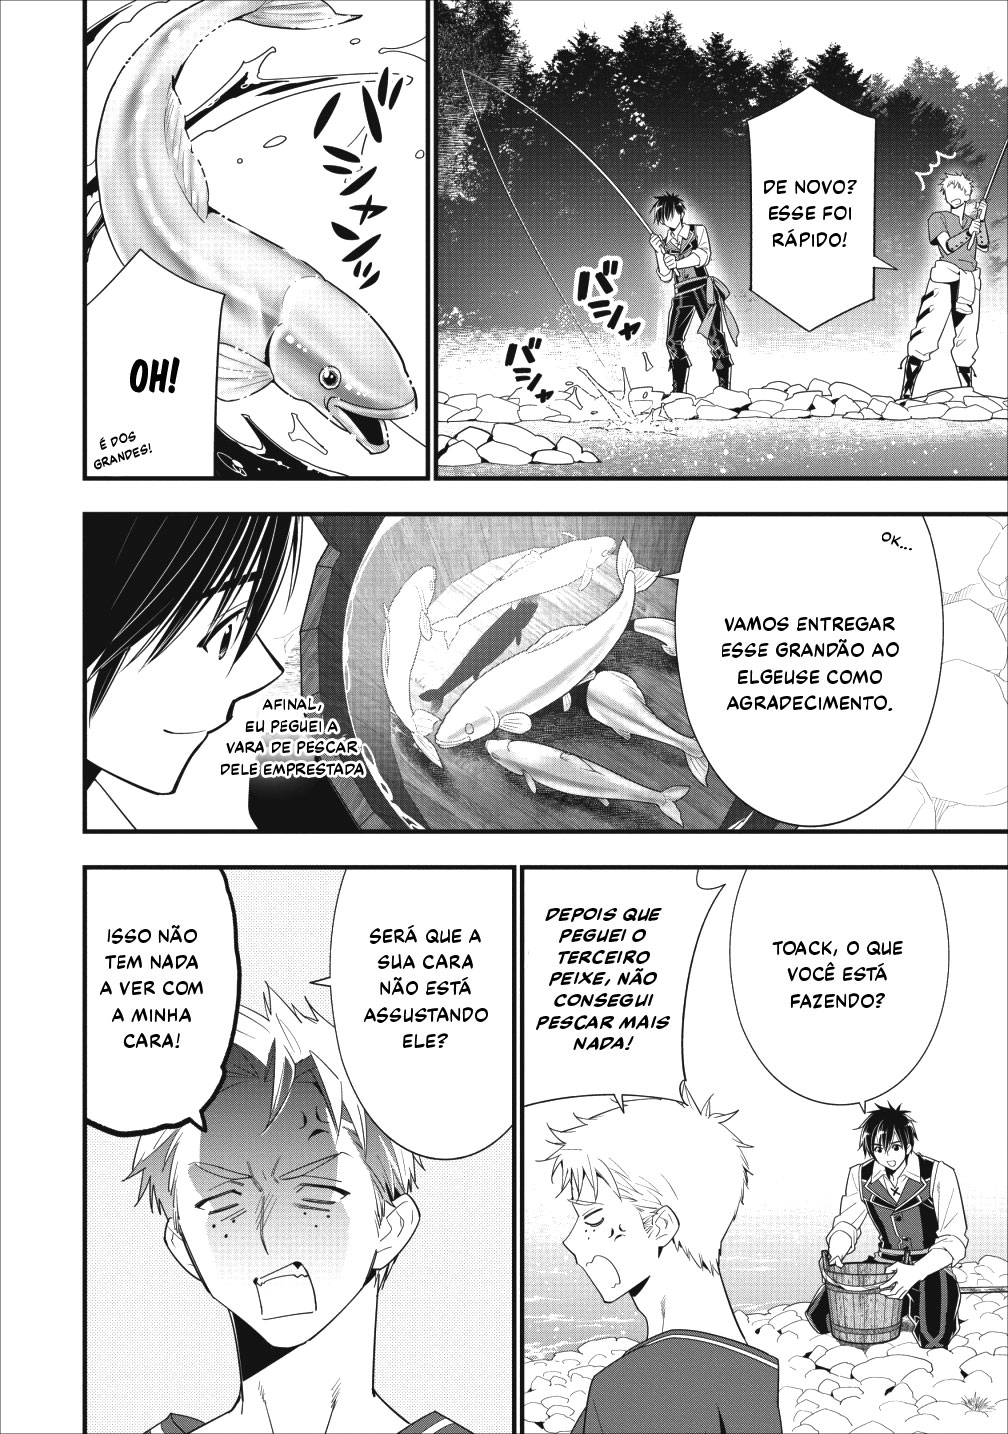 DE NOVO?
ESSE FOI
RÁPIDO!
バシャ
バシャ
バシャ
バシャ
OH!
É DOS
GRANDES!
OK...
VAMOS ENTREGAR
ESSE GRANDÃO AO
ELGEUSE COMO
AGRADECIMENTO.
AFINAL,
EU PEGUEI A
VARA DE PESCAR
DELE EMPRESTADA
TOACK, O QUE
VOCÊ ESTÁ
FAZENDO?
DEPOIS QUE
PEGUEI O
TERCEIRO
PEIXE, NÃO
CONSEGUI
PESCAR MAIS
NADA!
SERÁ QUE A
SUA CARA
NÃO ESTÁ
ASSUSTANDO
ELE?
ISSO NÃO
TEM NADA
A VER COM
A MINHA
CARA!